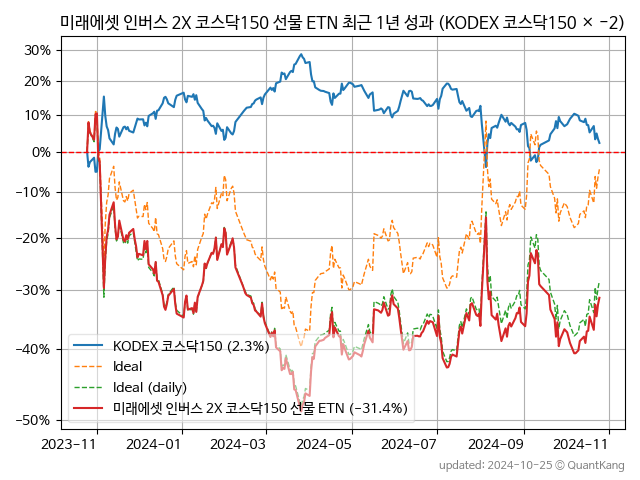 미래에셋 인버스 2X 코스닥150 선물 ETN 최근 1년 성과 (KODEX 코스닥150 × −2)
30%
20%
10%
0%
−10%
−20%
−30%
−40%
−50%
KODEX 코스닥150 (2.3%)
Ideal
Ideal (daily)
미래에셋 인버스 2X 코스닥150 선물 ETN (−31.4%)
2023-11 2024-01 2024-03 2024-05 2024-07 2024-09 2024-11
updated: 2024-10-25 © QuantKang